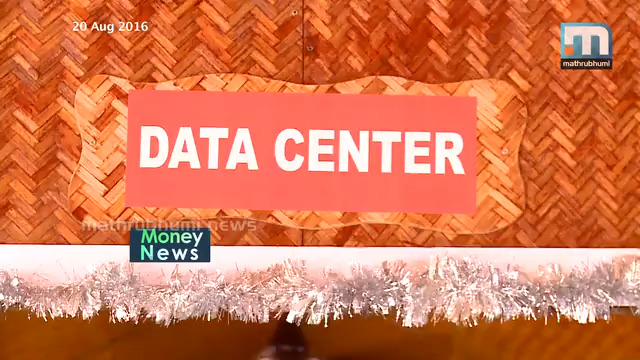 20 Aug 2016
mathrubhumi
DATA CENTER
mathrubhumi news
Money
News